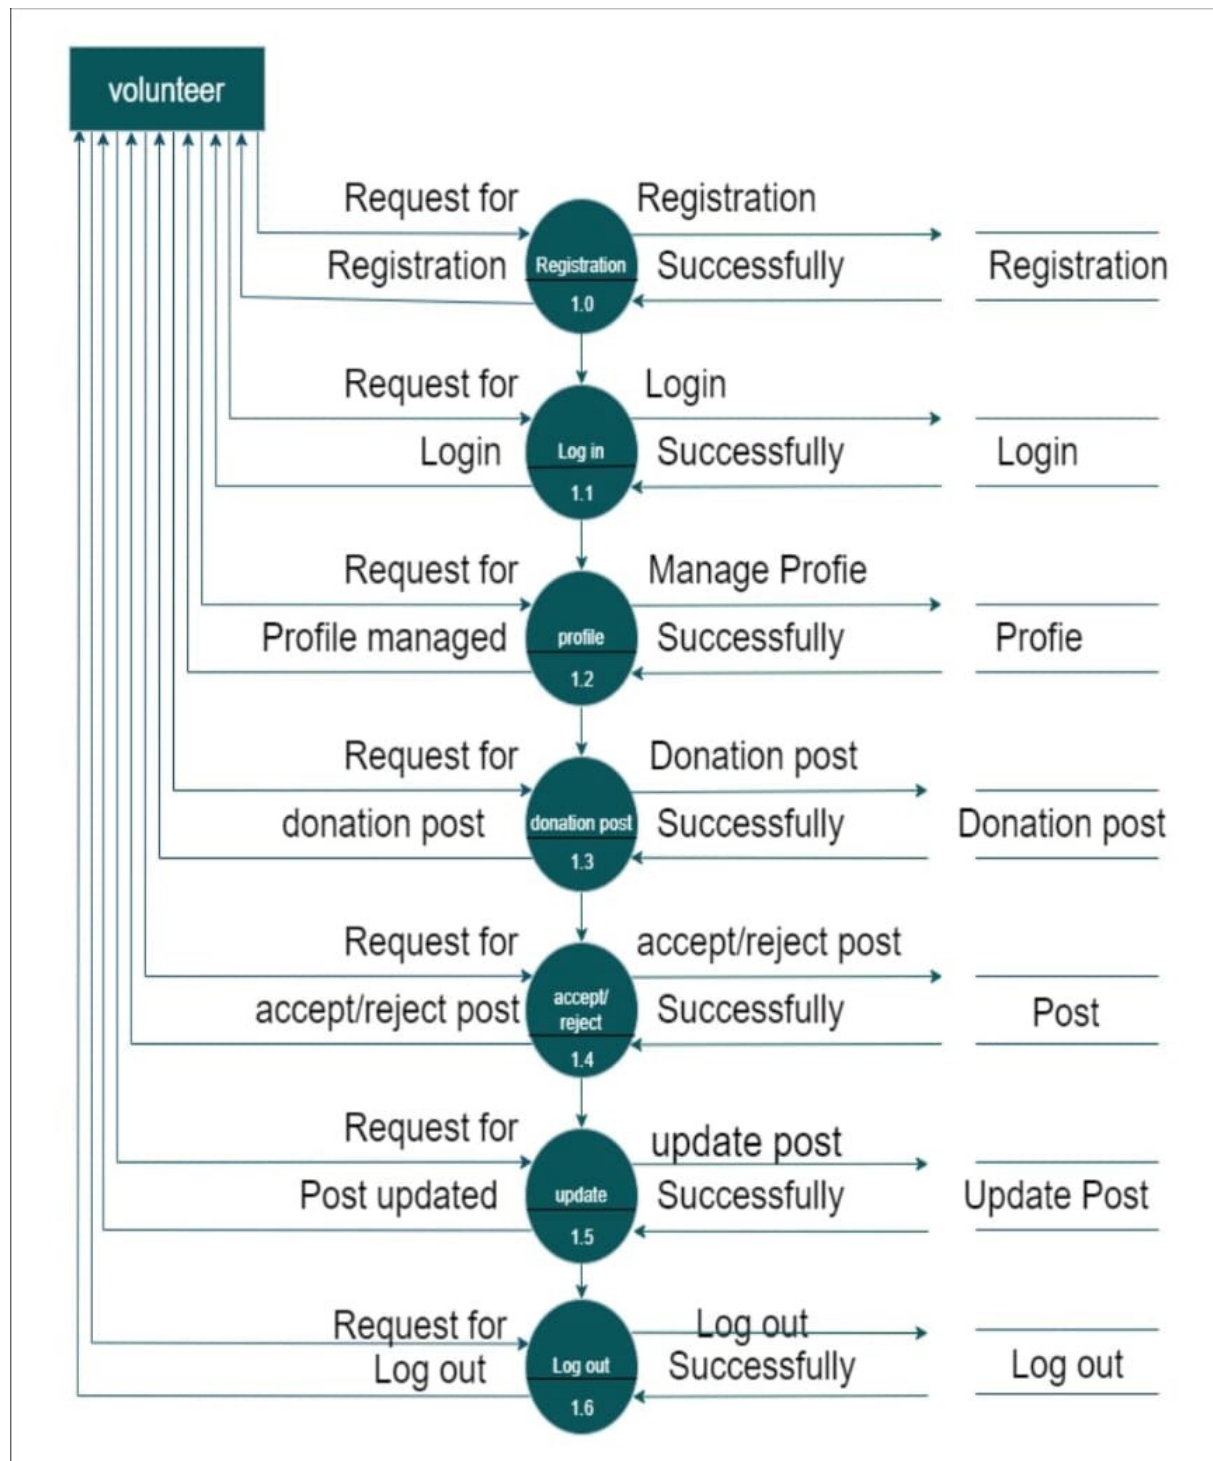 volunteer
Request for
Registration
Registration
Registration
1.0
Registration
Successfully
Registration
Request for
Login
Log in
1.1
Login
Successfully
Login
Request for
Profile managed
profile
1.2
Manage Profie
Successfully
Profie
Request for
donation post
donation post
1.3
Donation post
Successfully
Donation post
Request for
accept/reject post
accept/
reject
1.4
accept/reject post
Successfully
Post
Request for
Post updated
update
1.5
update post
Successfully
Update Post
Request for
Log out
Log out
1.6
Log out
Successfully
Log out